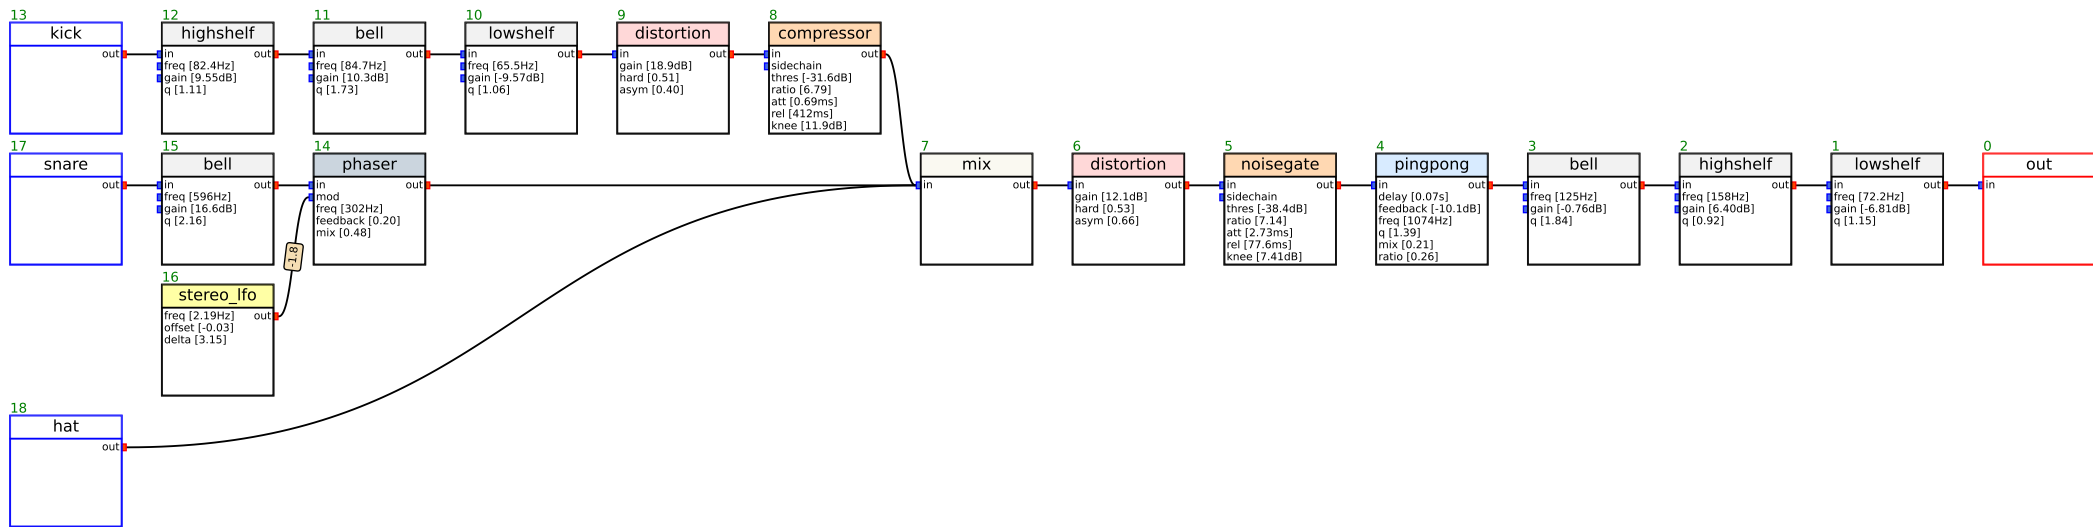 13
kick
out
12
highshelf
in out
freq [82.4Hz]
gain [9.55dB]
q [1.11]
11
bell
in out
freq [84.7Hz]
gain [10.3dB]
q [1.73]
10
lowshelf
in out
freq [65.5Hz]
gain [-9.57dB]
q [1.06]
9
distortion
in out
gain [18.9dB]
hard [0.51]
asym [0.40]
8
compressor
in out
sidechain
thres [-31.6dB]
ratio [6.79]
att [0.69ms]
rel [412ms]
knee [11.9dB]
17
snare
out
15
bell
in out
freq [596Hz]
gain [16.6dB]
q [2.16]
14
phaser
in out
mod
freq [302Hz]
feedback [0.20]
mix [0.48]
7
mix
in out
6
distortion
in out
gain [12.1dB]
hard [0.53]
asym [0.66]
5
noisegate
in out
sidechain
thres [-38.4dB]
ratio [7.14]
att [2.73ms]
rel [77.6ms]
knee [7.41dB]
4
pingpong
in out
delay [0.07s]
feedback [-10.1dB]
freq [1074Hz]
q [1.39]
mix [0.21]
ratio [0.26]
3
bell
in out
freq [125Hz]
gain [-0.76dB]
q [1.84]
2
highshelf
in out
freq [158Hz]
gain [6.40dB]
q [0.92]
1
lowshelf
in out
freq [72.2Hz]
gain [-6.81dB]
q [1.15]
0
out
in
-1.8
16
stereo_lfo
freq [2.19Hz] out
offset [-0.03]
delta [3.15]
18
hat
out